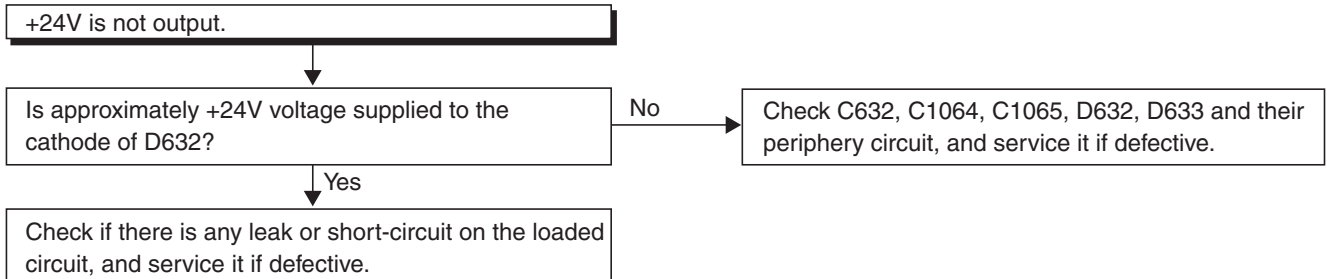 +24V is not output.
Is approximately +24V voltage supplied to the
cathode of D632?
No
Check C632, C1064, C1065, D632, D633 and their
periphery circuit, and service it if defective.
Yes
Check if there is any leak or short-circuit on the loaded
circuit, and service it if defective.